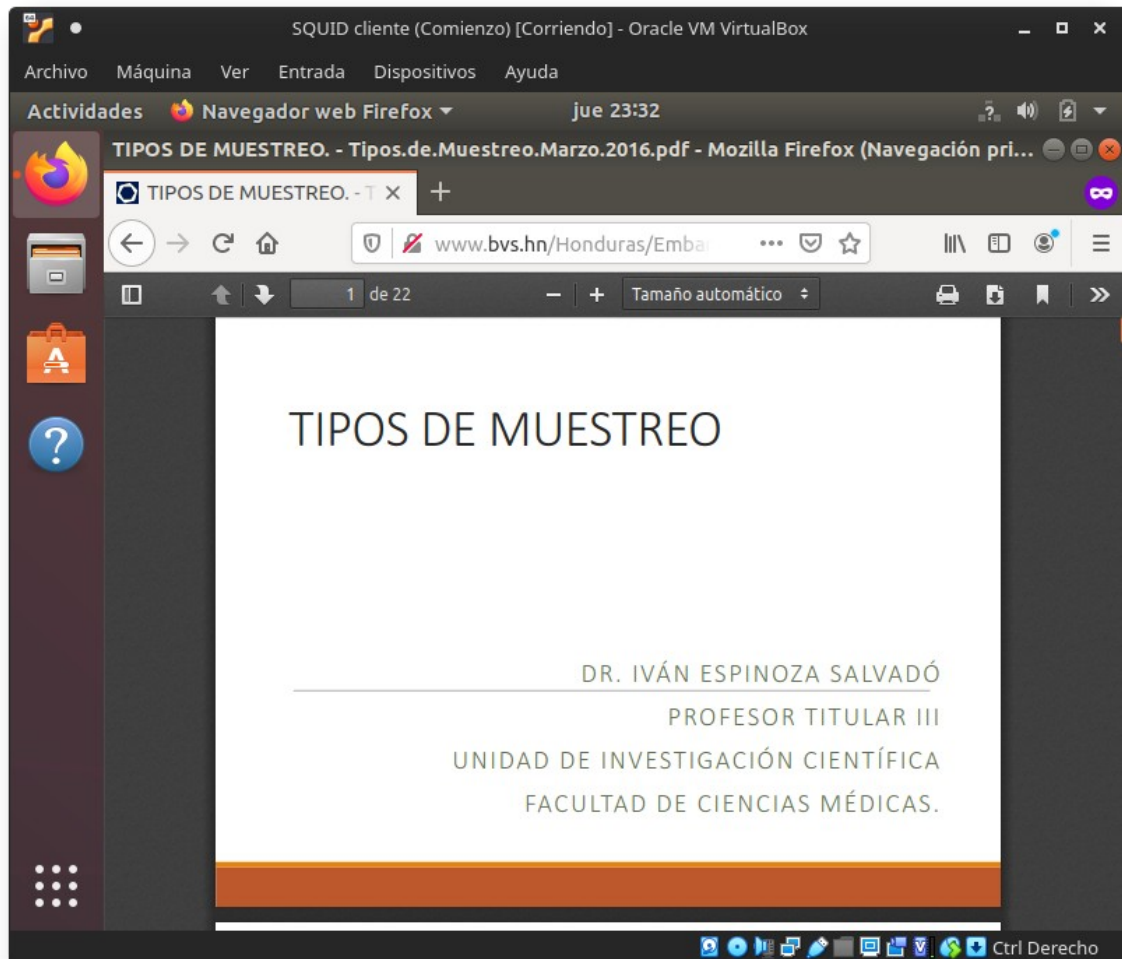 SQUID cliente (Comienzo) [Corriendo] - Oracle VM VirtualBox
Archivo Máquina Ver Entrada Dispositivos Ayuda
Actividades Navegador web Firefox jue 23:32
TIPOS DE MUESTREO. - Tipos.de.Muestreo.Marzo.2016.pdf - Mozilla Firefox (Navegación pri...
TIPOS DE MUESTREO. - T
www.bvs.hn/Honduras/Emba
1 de 22 Tamaño automático
TIPOS DE MUESTREO
DR. IVÁN ESPINOZA SALVADÓ
PROFESOR TITULAR III
UNIDAD DE INVESTIGACIÓN CIENTÍFICA
FACULTAD DE CIENCIAS MÉDICAS.
Ctrl Derecho